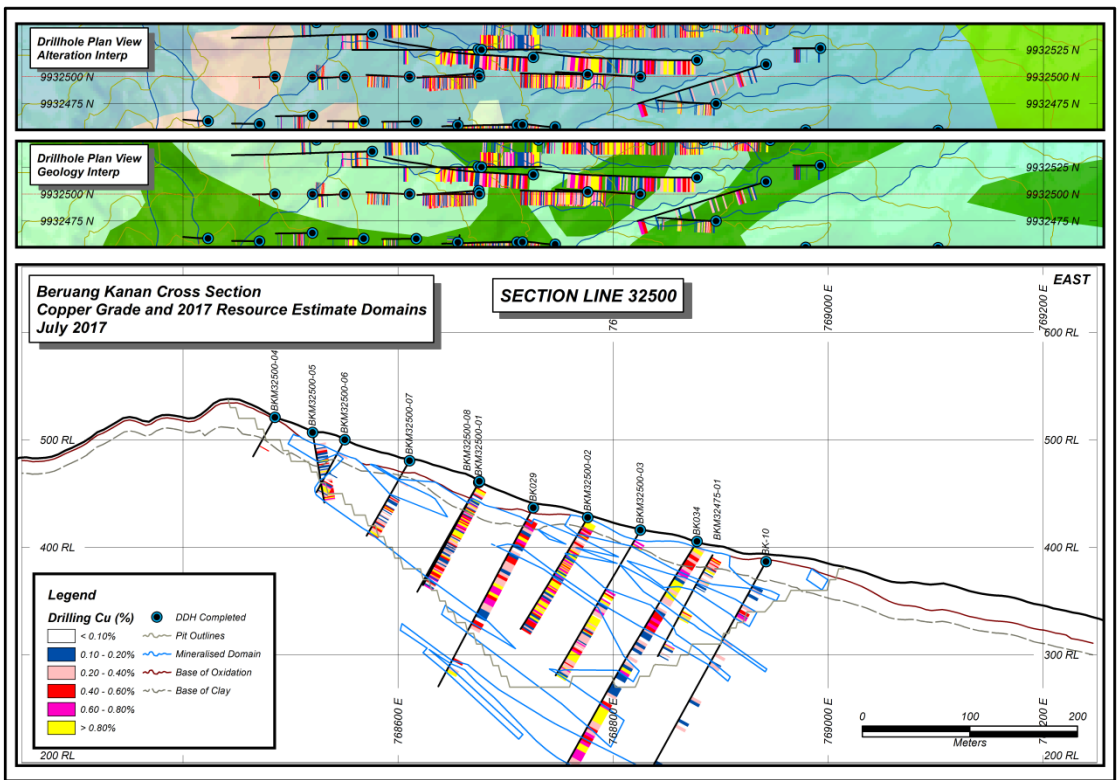 Drillhole Plan View
Alteration Interp
9932525 N
9932500 N
9932500 N
9932475 N
9932475 N
Drillhole Plan View
Geology Interp
9932525 N
9932500 N
9932500 N
9932475 N
9932475 N
Beruang Kanan Cross Section
Copper Grade and 2017 Resource Estimate Domains
July 2017
SECTION LINE 32500
EAST
769000 E
769200 E
600 RL
600 RL
BKM32500-04
BKM32500-05
BKM32500-06
BKM32500-07
BKM32500-08
BKM32500-01
BK029
BKM32500-02
BKM32500-03
BK034
BKM32475-01
BK-10
500 RL
500 RL
400 RL
400 RL
300 RL
200 RL
200 RL
Legend
Drilling Cu (%)
DDH Completed
< 0.10%
Pit Outlines
0.10 - 0.20%
Mineralised Domain
0.20 - 0.40%
Base of Oxidation
0.40 - 0.60%
Base of Clay
0.60 - 0.80%
> 0.80%
768600 E
768800 E
769000 E
769200 E
0
100
200
Meters